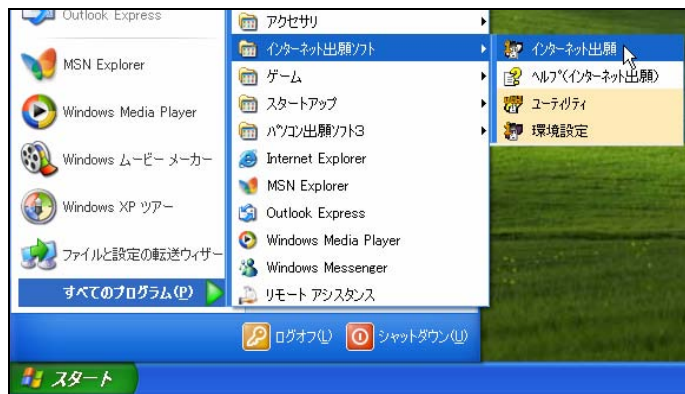 Outlook Express
MSN Explorer
Windows Media Player
Windows ムービー メーカー
Windows XP ツアー
ファイルと設定の転送ウィザー
すべてのプログラム(P)
アクセサリ
インターネット出願ソフト
ゲーム
スタートアップ
パソコン出願ソフト3
Internet Explorer
MSN Explorer
Outlook Express
Windows Media Player
Windows Messenger
リモート アシスタンス
インターネット出願
ヘルプ(インターネット出願)
ユーティリティ
環境設定
ログオフ(L)
シャットダウン(U)
スタート